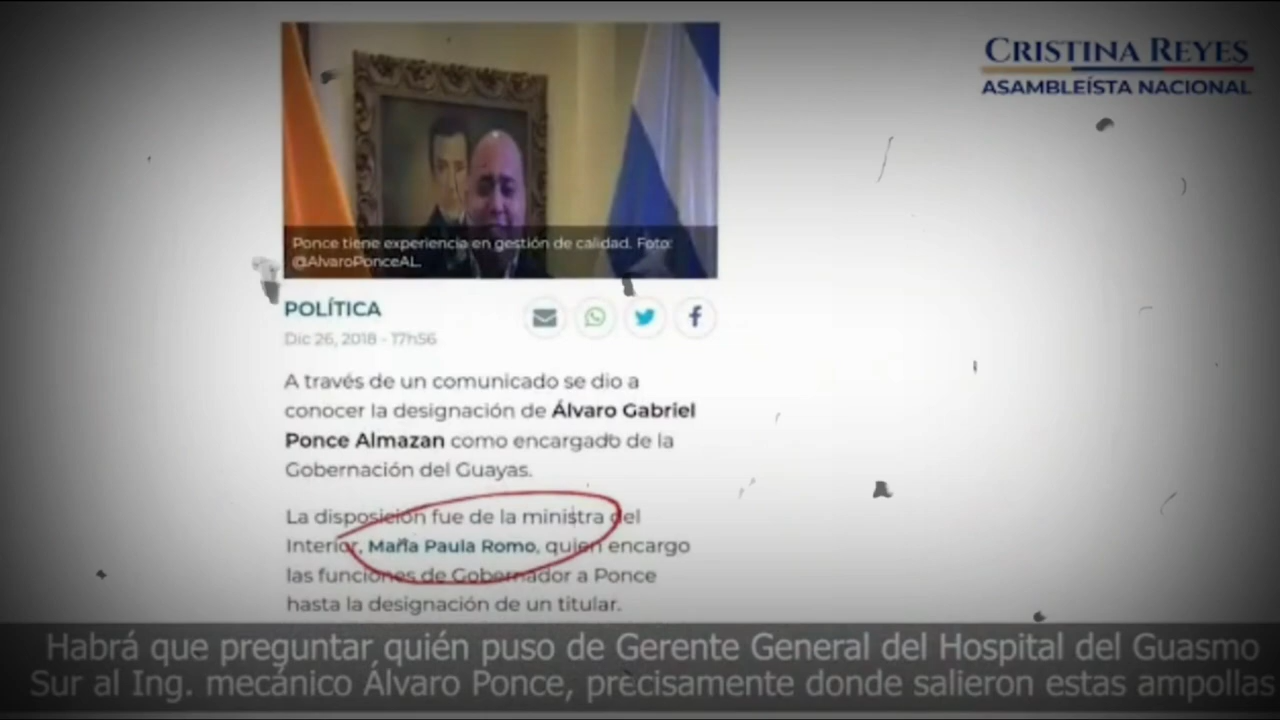 CRISTINA REYES
ASAMBLEÍSTA NACIONAL
Ponce tiene experiencia en gestión de calidad. Foto:
@AlvaroPonceAL.
POLÍTICA
Dic 26, 2018 - 17h56
A través de un comunicado se dio a
conocer la designación de Álvaro Gabriel
Ponce Almazan como encargado de la
Gobernación del Guayas.
La disposición fue de la ministra del
Interior, María Paula Romo, quien encargo
las funciones de Gobernador a Ponce
hasta la designación de un titular.
Habrá que preguntar quién puso de Gerente General del Hospital del Guasmo
Sur al Ing. mecánico Álvaro Ponce, precisamente donde salieron estas ampollas